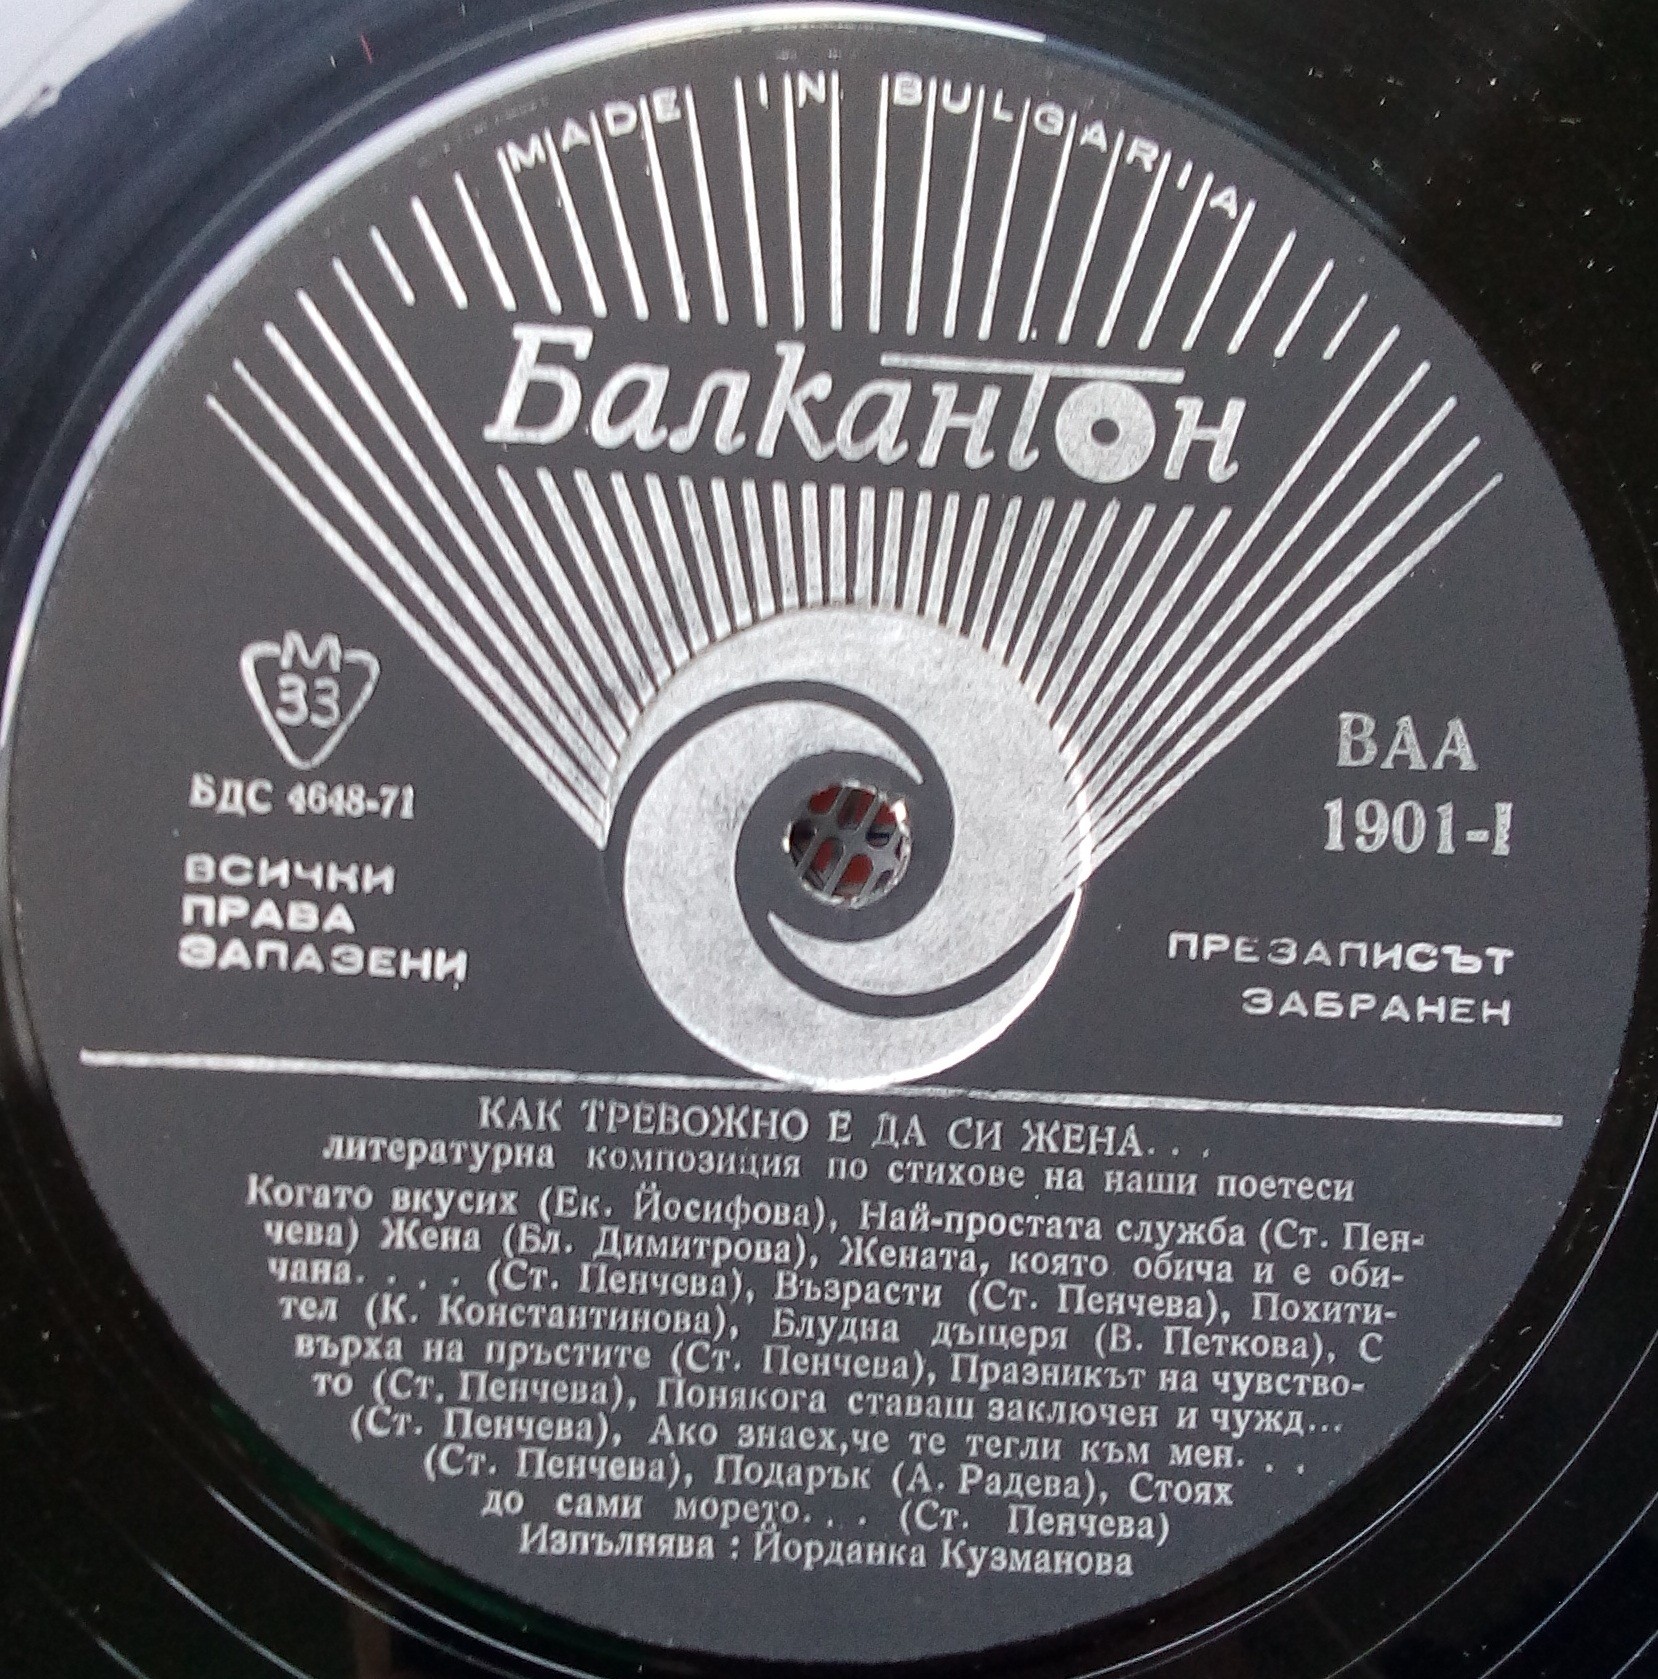 MADE IN BULGARIA
Балкантон
М
33
БДС 4648-71
ВСИЧКИ
ПРАВА
ЗАПАЗЕНИ
ВАА
1901-I
ПРЕЗАПИСЪТ
ЗАБРАНЕН
КАК ТРЕВОЖНО Е ДА СИ ЖЕНА. . .
литературна композиция по стихове на наши поетеси
Когато вкусих (Ек. Йосифова), Най-простата служба (Ст. Пен-
чева) Жена (Бл. Димитрова), Жената, която обича и е оби-
чана. . . . (Ст. Пенчева), Възрасти (Ст. Пенчева), Похити-
тел (К. Константинова), Блудна дъщеря (В. Петкова), С
върха на пръстите (Ст. Пенчева), Празникът на чувство-
то (Ст. Пенчева), Понякога ставаш заключен и чужд...
(Ст. Пенчева), Ако знаех,че те тегли към мен. . .
(Ст. Пенчева), Подарък (А. Радева), Стоях
до сами морето. . . (Ст. Пенчева)
Изпълнява : Йорданка Кузманова